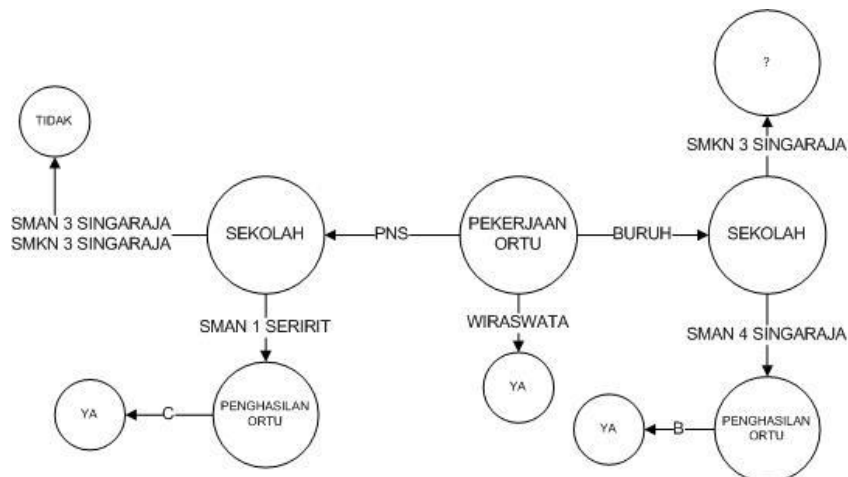 ?
TIDAK
SMKN 3 SINGARAJA
SMAN 3 SINGARAJA
SMKN 3 SINGARAJA
SEKOLAH
PNS
PEKERJAAN
ORTU
BURUH
SEKOLAH
SMAN 1 SERIRIT
WIRASWATA
SMAN 4 SINGARAJA
YA
C
PENGHASILAN
ORTU
YA
YA
B
PENGHASILAN
ORTU